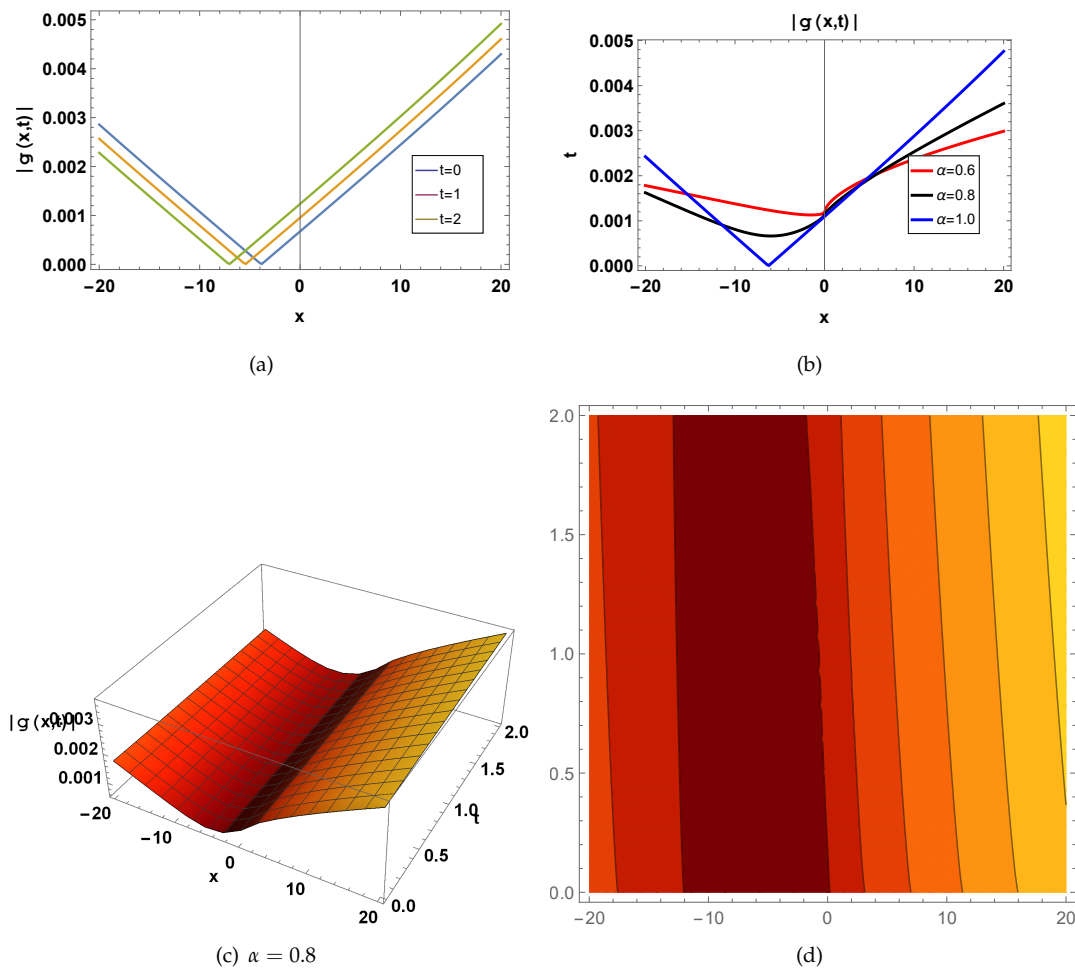 0.005
0.004
0.003
0.002
0.001
0.000
|g(x,t)|
t=0
t=1
t=2
−20 −10 0 10 20
x
(a)
|g(x,t)|
0.005
0.004
0.003
0.002
0.001
0.000
t
α=0.6
α=0.8
α=1.0
−20 −10 0 10 20
x
(b)
|g(x,t)|
0.003
0.002
0.001
−20
−10
0
10
20
x
0.0
0.5
1.0
1.5
2.0
t
(c) α = 0.8
2.0
1.5
1.0
0.5
0.0
−20 −10 0 10 20
(d)